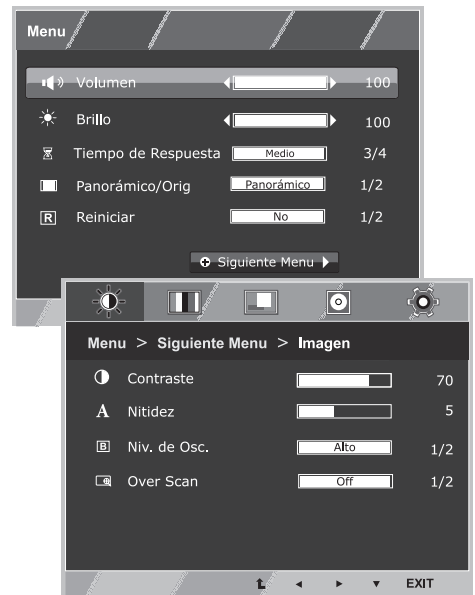 Menu
Volumen 100
Brillo 100
Tiempo de Respuesta Medio 3/4
Panorámico/Orig Panorámico 1/2
R Reiniciar No 1/2
Siguiente Menu
Menu > Siguiente Menu > Imagen
Contraste 70
A Nitidez 5
B Niv. de Osc. Alto 1/2
Over Scan Off 1/2
EXIT